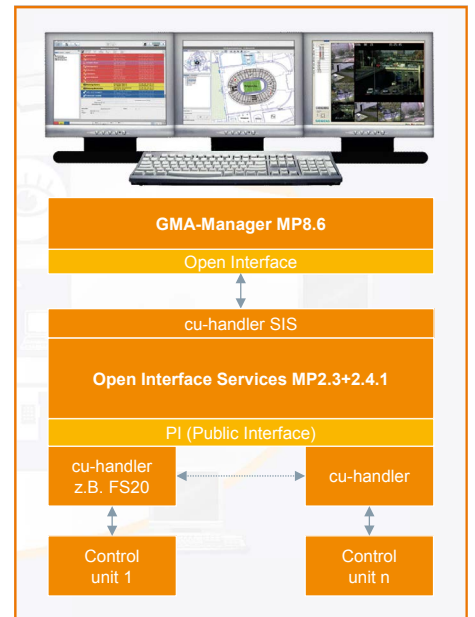 GMA-Manager MP8.6
Open Interface
cu-handler SIS
Open Interface Services MP2.3+2.4.1
PI (Public Interface)
cu-handler
z.B. FS20
cu-handler
Control
unit 1
Control
unit n